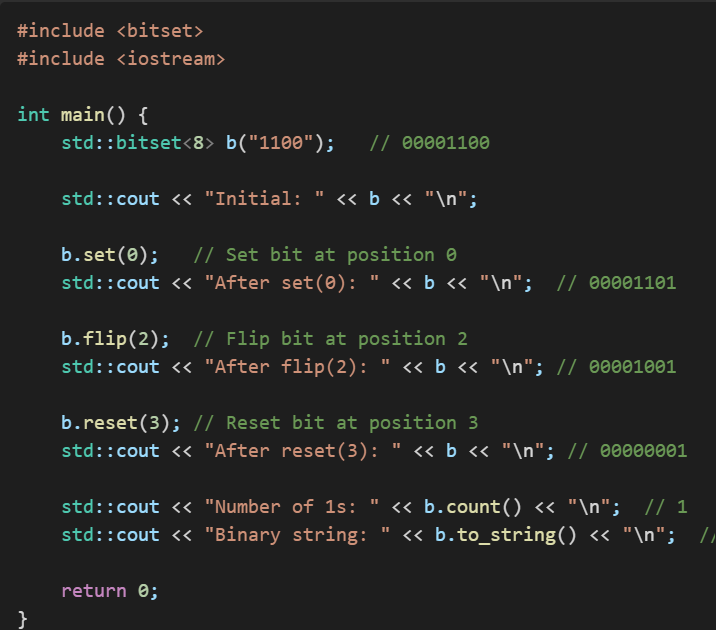 #include <bitset>
#include <iostream>

int main() {
    std::bitset<8> b("1100");   // 00001100

    std::cout << "Initial: " << b << "\n";

    b.set(0);   // Set bit at position 0
    std::cout << "After set(0): " << b << "\n";  // 00001101

    b.flip(2);  // Flip bit at position 2
    std::cout << "After flip(2): " << b << "\n"; // 00001001

    b.reset(3); // Reset bit at position 3
    std::cout << "After reset(3): " << b << "\n"; // 00000001

    std::cout << "Number of 1s: " << b.count() << "\n";  // 1
    std::cout << "Binary string: " << b.to_string() << "\n";  //

    return 0;
}